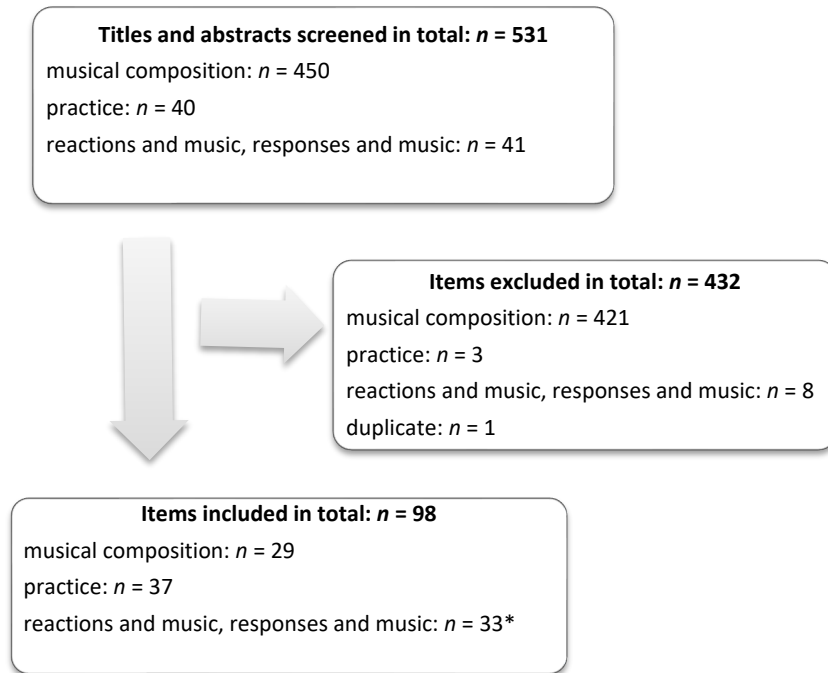 Titles and abstracts screened in total: n = 531
musical composition: n = 450
practice: n = 40
reactions and music, responses and music: n = 41
Items excluded in total: n = 432
musical composition: n = 421
practice: n = 3
reactions and music, responses and music: n = 8
duplicate: n = 1
Items included in total: n = 98
musical composition: n = 29
practice: n = 37
reactions and music, responses and music: n = 33*